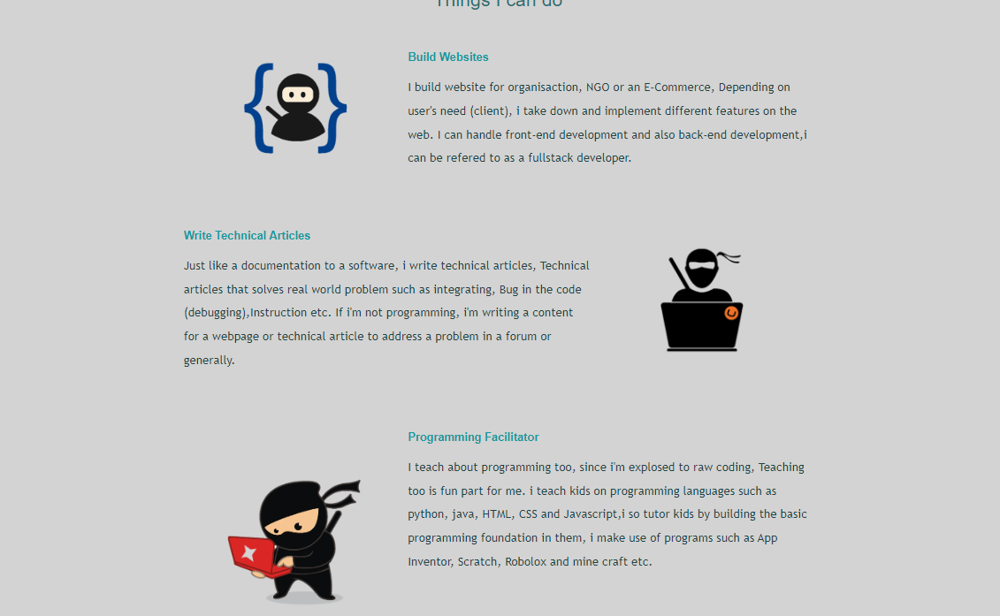 Things I can do
Build Websites
I build website for organisaction, NGO or an E-Commerce, Depending on
user's need (client), i take down and implement different features on the
web. I can handle front-end development and also back-end development,i
can be refered to as a fullstack developer.
Write Technical Articles
Just like a documentation to a software, i write technical articles, Technical
articles that solves real world problem such as integrating, Bug in the code
(debugging),Instruction etc. If i'm not programming, i'm writing a content
for a webpage or technical article to address a problem in a forum or
generally.
Programming Facilitator
I teach about programming too, since i'm explosed to raw coding, Teaching
too is fun part for me. i teach kids on programming languages such as
python, java, HTML, CSS and Javascript,i so tutor kids by building the basic
programming foundation in them, i make use of programs such as App
Inventor, Scratch, Robolox and mine craft etc.